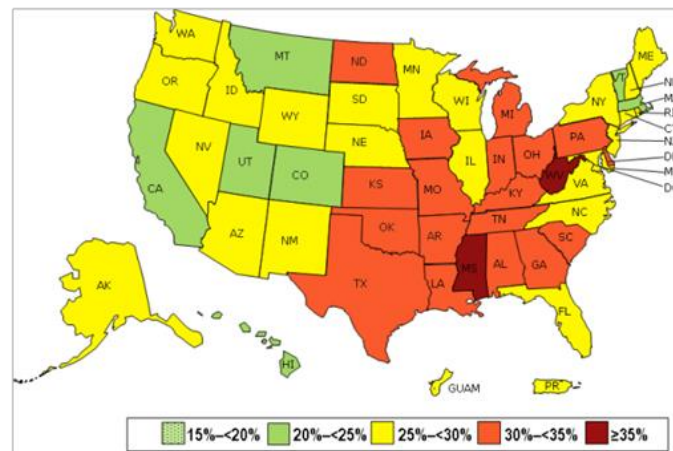 WA
ME
MT
ND
VT
MN
OR
NY
ID
SD
WI
MI
WY
IA
PA
NE
NV
IL
IN
OH
UT
CO
WV
VA
CA
KS
MO
KY
NC
TN
OK
AZ
NM
AR
SC
MS
AL
GA
AK
TX
LA
FL
HI
GUAM
PR
15%–<20%
20%–<25%
25%–<30%
30%–<35%
≥35%